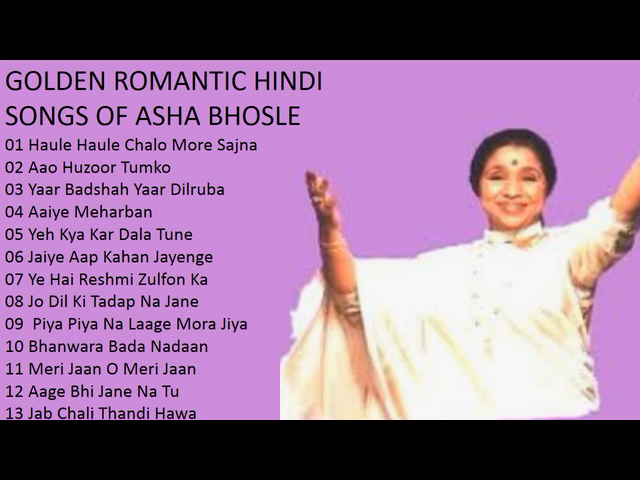 GOLDEN ROMANTIC HINDI
SONGS OF ASHA BHOSLE
01 Haule Haule Chalo More Sajna
02 Aao Huzoor Tumko
03 Yaar Badshah Yaar Dilruba
04 Aaiye Meharban
05 Yeh Kya Kar Dala Tune
06 Jaiye Aap Kahan Jayenge
07 Ye Hai Reshmi Zulfon Ka
08 Jo Dil Ki Tadap Na Jane
09  Piya Piya Na Laage Mora Jiya
10 Bhanwara Bada Nadaan
11 Meri Jaan O Meri Jaan
12 Aage Bhi Jane Na Tu
13 Jab Chali Thandi Hawa